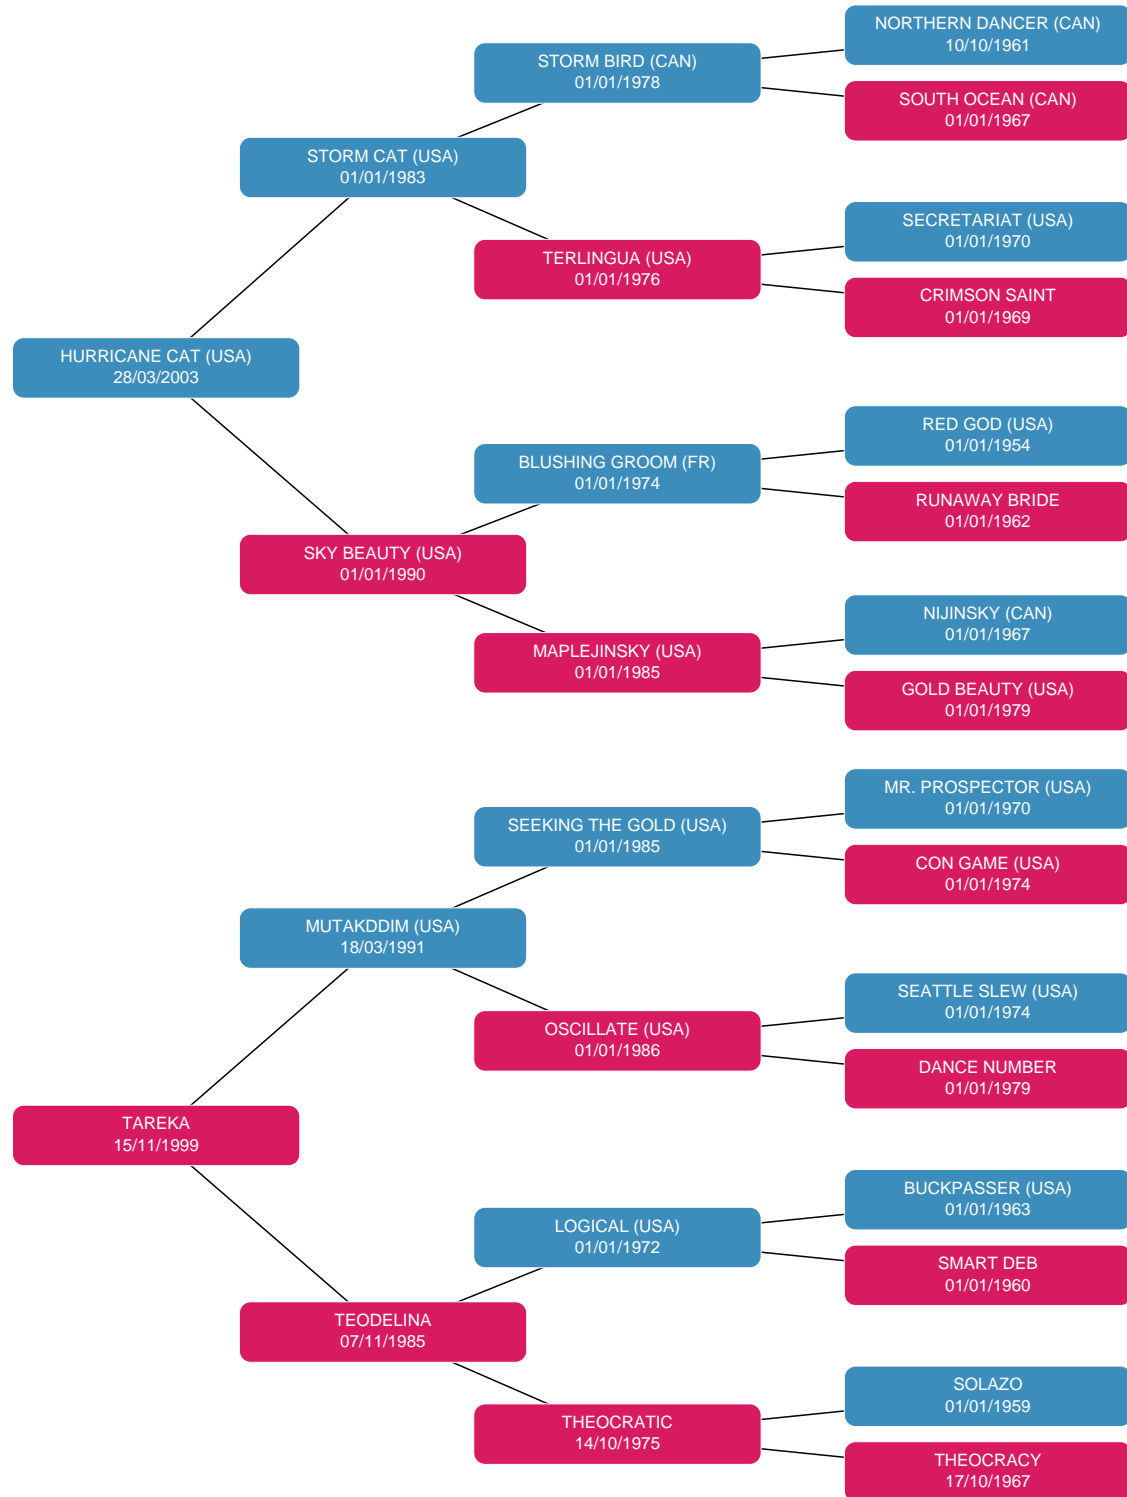 NORTHERN DANCER (CAN)
10/10/1961
STORM BIRD (CAN)
01/01/1978
SOUTH OCEAN (CAN)
01/01/1967
STORM CAT (USA)
01/01/1983
SECRETARIAT (USA)
01/01/1970
TERLINGUA (USA)
01/01/1976
CRIMSON SAINT
01/01/1969
HURRICANE CAT (USA)
28/03/2003
RED GOD (USA)
01/01/1954
BLUSHING GROOM (FR)
01/01/1974
RUNAWAY BRIDE
01/01/1962
SKY BEAUTY (USA)
01/01/1990
NIJINSKY (CAN)
01/01/1967
MAPLEJINSKY (USA)
01/01/1985
GOLD BEAUTY (USA)
01/01/1979
MR. PROSPECTOR (USA)
01/01/1970
SEEKING THE GOLD (USA)
01/01/1985
CON GAME (USA)
01/01/1974
MUTAKDDIM (USA)
18/03/1991
SEATTLE SLEW (USA)
01/01/1974
OSCILLATE (USA)
01/01/1986
DANCE NUMBER
01/01/1979
TAREKA
15/11/1999
BUCKPASSER (USA)
01/01/1963
LOGICAL (USA)
01/01/1972
SMART DEB
01/01/1960
TEODELINA
07/11/1985
SOLAZO
01/01/1959
THEOCRATIC
14/10/1975
THEOCRACY
17/10/1967